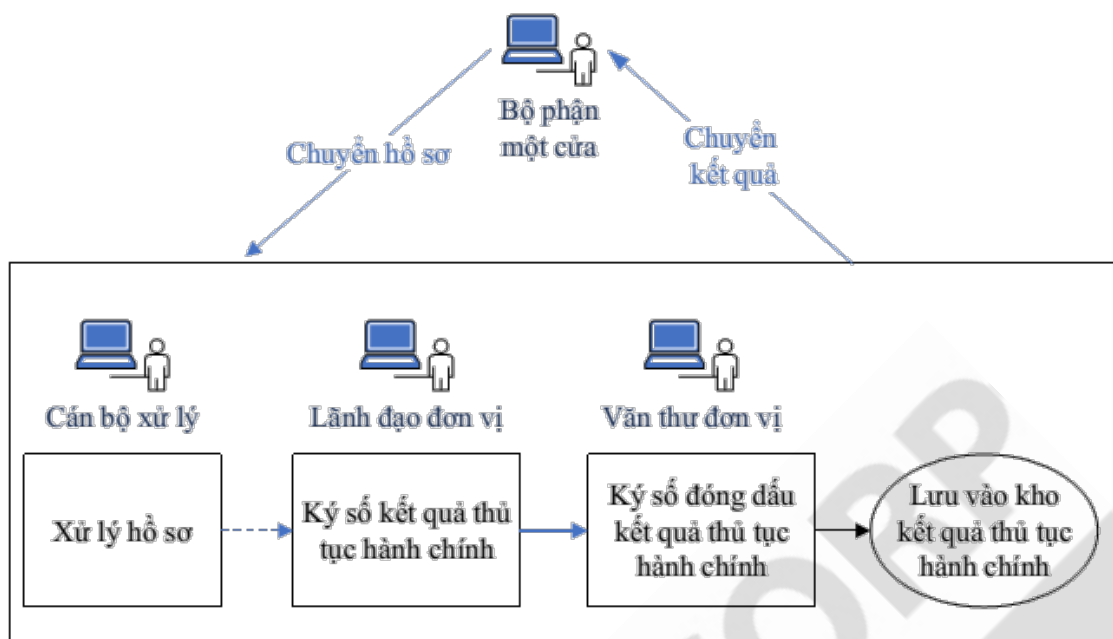 Bộ phận
một cửa
Chuyển hồ sơ
Chuyển
kết quả
Cán bộ xử lý
Lãnh đạo đơn vị
Văn thư đơn vị
Xử lý hồ sơ
Ký số kết quả thủ
tục hành chính
Ký số đóng dấu
kết quả thủ tục
hành chính
Lưu vào kho
kết quả thủ tục
hành chính